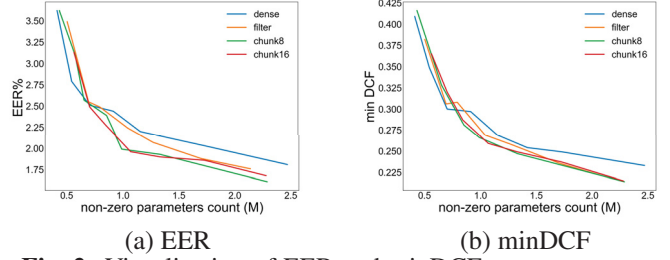 3.50
3.25
3.00
2.75
2.50
2.25
2.00
1.75
EER%
dense
filter
chunk8
chunk16
0.5 1.0 1.5 2.0 2.5
non-zero parameters count (M)
(a) EER
0.425
0.400
0.375
0.350
0.325
0.300
0.275
0.250
0.225
min DCF
dense
filter
chunk8
chunk16
0.5 1.0 1.5 2.0 2.5
non-zero parameters count (M)
(b) minDCF